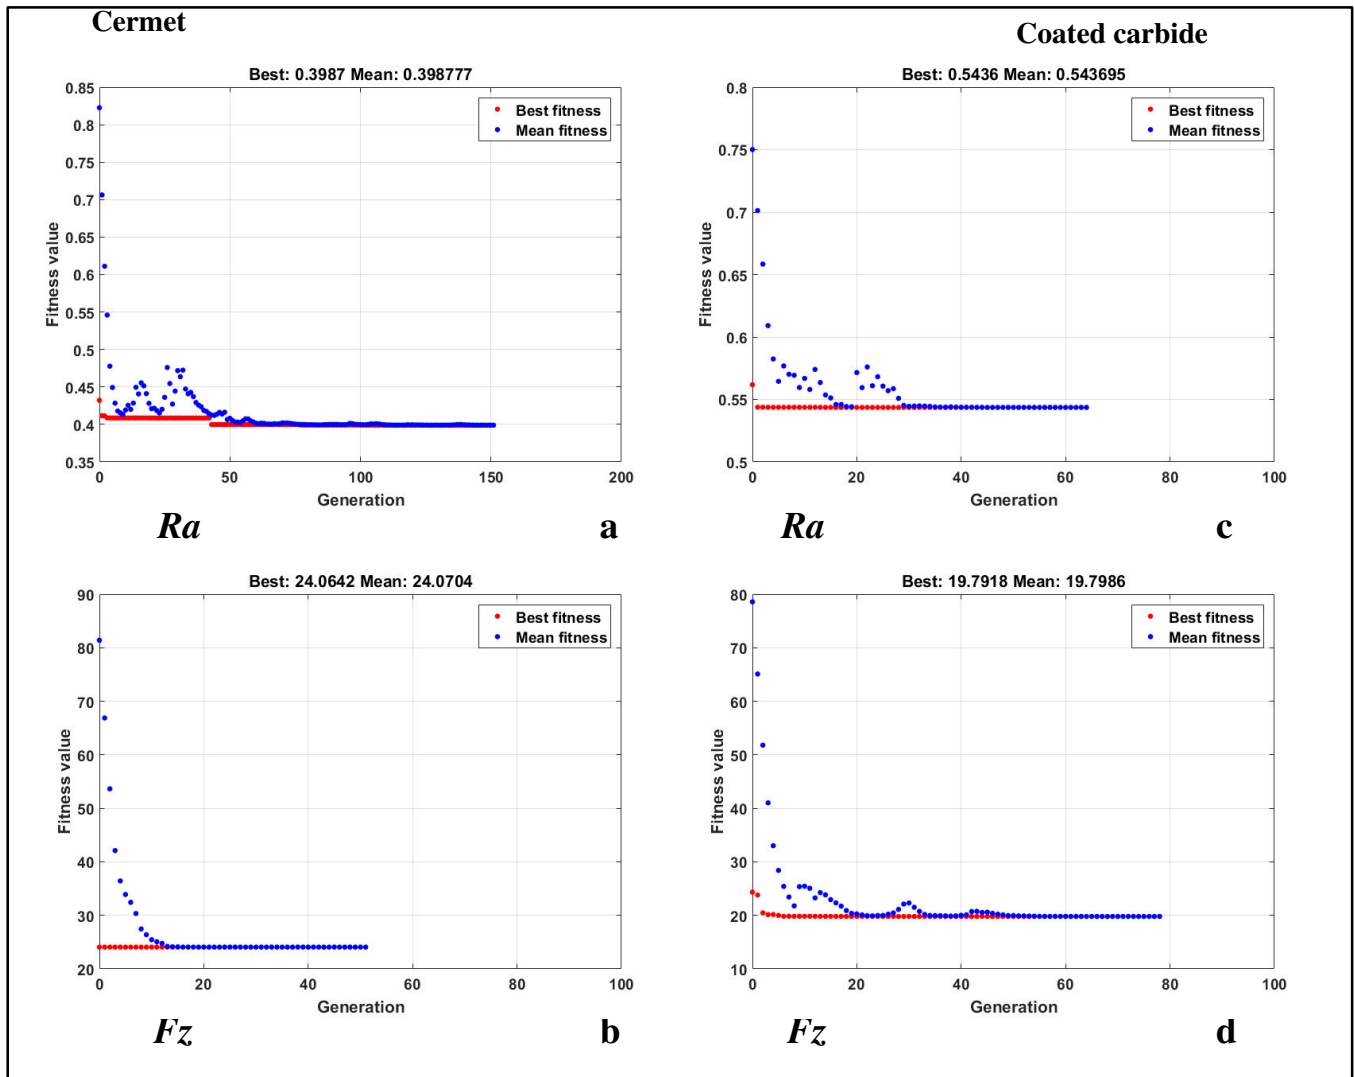 Cermet
Coated carbide
Best: 0.3987 Mean: 0.398777
Best fitness
Mean fitness
Fitness value
0.85
0.8
0.75
0.7
0.65
0.6
0.55
0.5
0.45
0.4
0.35
0 50 100 150 200
Generation
Ra a
Best: 0.5436 Mean: 0.543695
Best fitness
Mean fitness
Fitness value
0.8
0.75
0.7
0.65
0.6
0.55
0.5
0 20 40 60 80 100
Generation
Ra c
Best: 24.0642 Mean: 24.0704
Best fitness
Mean fitness
Fitness value
90
80
70
60
50
40
30
20
0 20 40 60 80 100
Generation
Fz b
Best: 19.7918 Mean: 19.7986
Best fitness
Mean fitness
Fitness value
80
70
60
50
40
30
20
10
0 20 40 60 80 100
Generation
Fz d